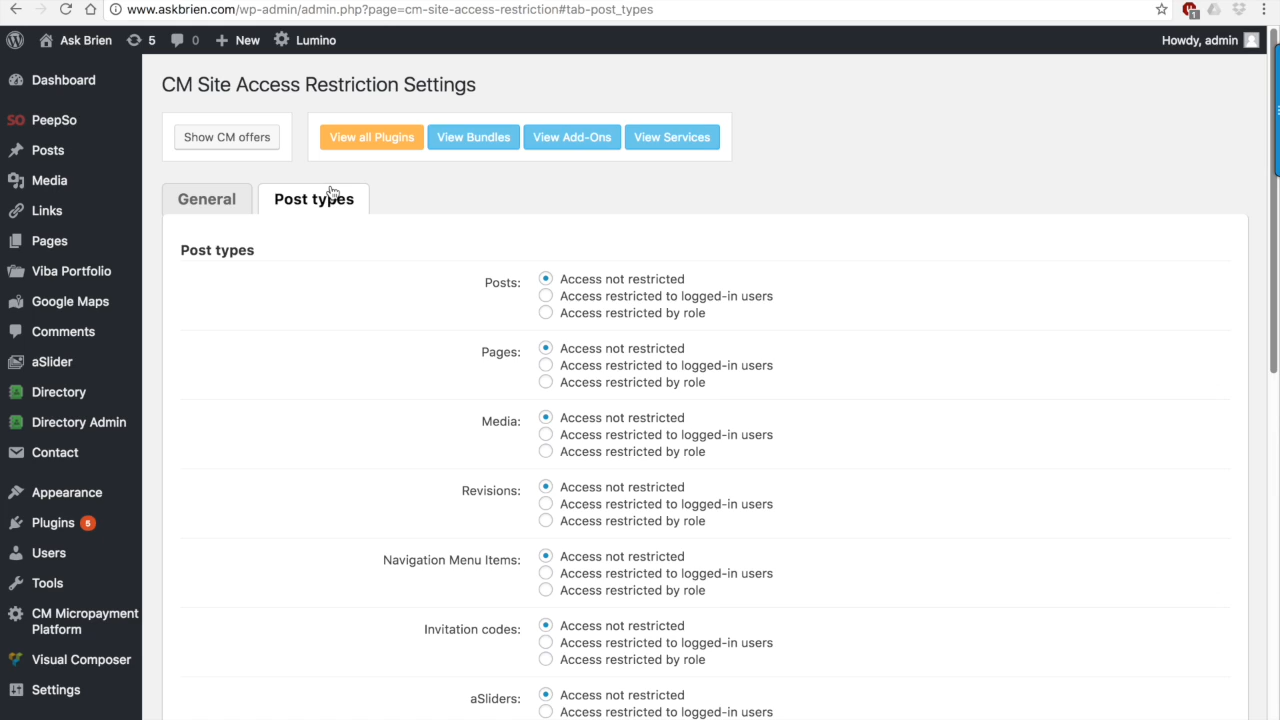 www.askbrien.com/wp-admin/admin.php?page=cm-site-access-restriction#tab-post_types
1
Ask Brien 5 0 New Lumino Howdy, admin
Dashboard
PeepSo
Posts
Media
Links
Pages
Viba Portfolio
Google Maps
Comments
aSlider
Directory
Directory Admin
Contact
Appearance
Plugins 5
Users
Tools
CM Micropayment
Platform
Visual Composer
Settings
CM Site Access Restriction Settings
Show CM offers View all Plugins View Bundles View Add-Ons View Services
General Post types
Post types
Posts: Access not restricted
Access restricted to logged-in users
Access restricted by role
Pages: Access not restricted
Access restricted to logged-in users
Access restricted by role
Media: Access not restricted
Access restricted to logged-in users
Access restricted by role
Revisions: Access not restricted
Access restricted to logged-in users
Access restricted by role
Navigation Menu Items: Access not restricted
Access restricted to logged-in users
Access restricted by role
Invitation codes: Access not restricted
Access restricted to logged-in users
Access restricted by role
aSliders: Access not restricted
Access restricted to logged-in users